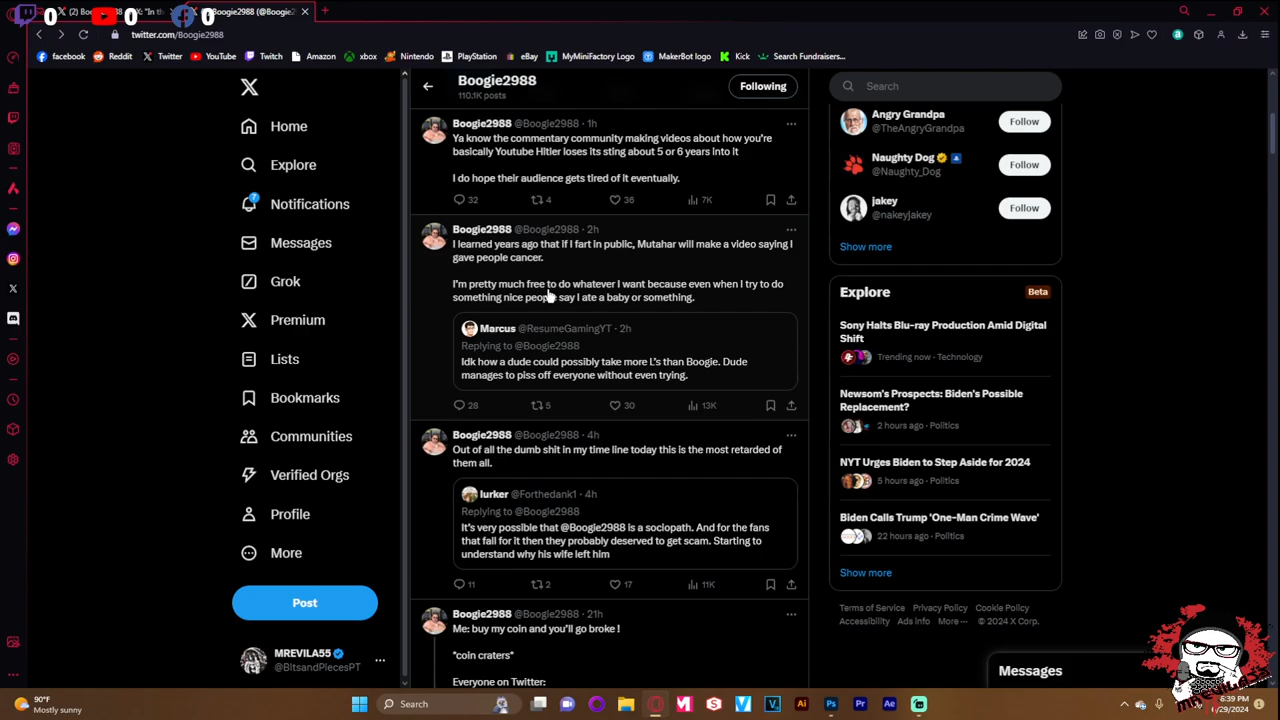 0 0 0
(2) B
X: "In th
(@Boogie2
twitter.com/Boogie2988
facebook Reddit Twitter YouTube Twitch Amazon xbox Nintendo PlayStation eBay MyMiniFactory Logo MakerBot logo Kick Search Fundraisers...
Home
Explore
7
Notifications
Messages
Grok
Premium
Lists
Bookmarks
Communities
Verified Orgs
Profile
More
Post
MREVILA55
@BItsandPIecesPT
Boogie2988
110.1K posts
Following
Boogie2988 @Boogie2988 · 1h
Ya know the commentary community making videos about how you're
basically Youtube Hitler loses its sting about 5 or 6 years into it
I do hope their audience gets tired of it eventually.
32 4 36 7K
Boogie2988 @Boogie2988 · 2h
I learned years ago that if I fart in public, Mutahar will make a video saying I
gave people cancer.
I'm pretty much free to do whatever I want because even when I try to do
something nice people say I ate a baby or something.
Marcus @ResumeGamingYT · 2h
Replying to @Boogie2988
Idk how a dude could possibly take more L's than Boogie. Dude
manages to piss off everyone without even trying.
28 5 30 13K
Boogie2988 @Boogie2988 · 4h
Out of all the dumb shit in my time line today this is the most retarded of
them all.
lurker @Forthedank1 · 4h
Replying to @Boogie2988
It's very possible that @Boogie2988 is a sociopath. And for the fans
that fall for it then they probably deserved to get scam. Starting to
understand why his wife left him
11 2 17 11K
Boogie2988 @Boogie2988 · 21h
Me: buy my coin and you'll go broke !
*coin craters*
Everyone on Twitter:
Search
Angry Grandpa
@TheAngryGrandpa
Follow
Naughty Dog
@Naughty_Dog
Follow
jakey
@nakeyjakey
Follow
Show more
Explore
Beta
Sony Halts Blu-ray Production Amid Digital
Shift
Trending now · Technology
Newsom's Prospects: Biden's Possible
Replacement?
2 hours ago · Politics
NYT Urges Biden to Step Aside for 2024
5 hours ago · Politics
Biden Calls Trump 'One-Man Crime Wave'
22 hours ago · Politics
Show more
Terms of Service Privacy Policy Cookie Policy
Accessibility Ads info More ··· © 2024 X Corp.
Messages
90°F
Mostly sunny
Search
Ai Ps Pr Ae
:39 PM
/29/2024